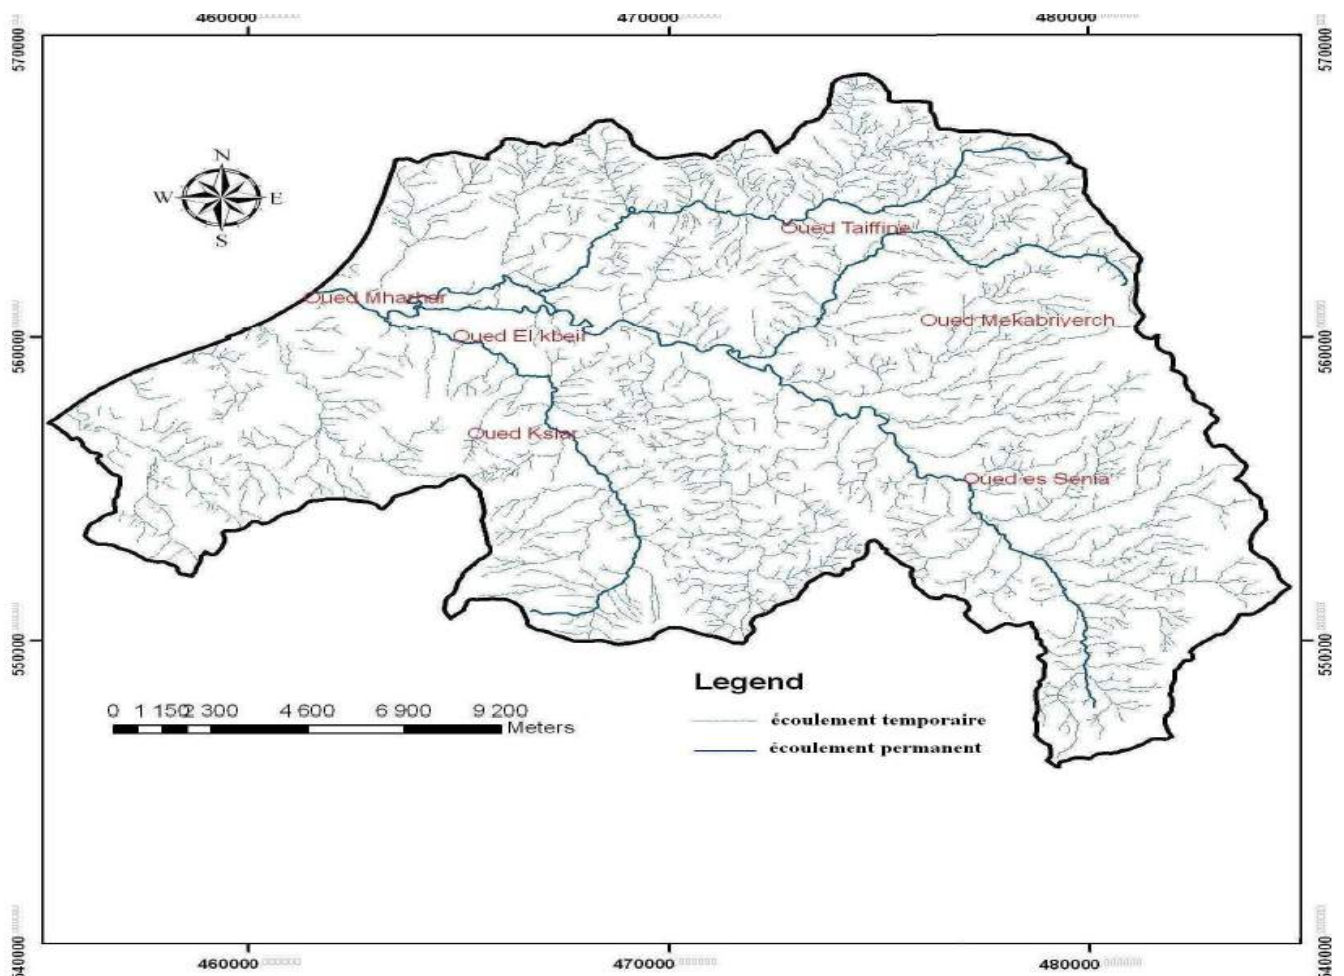 460000 470000 480000
570000 570000
N
W E
S
Oued Taiffine
Oued Mharhar
Oued Mekabriyerch
560000 560000
Oued El kbeir
Oued Ksiar
Oued es Senia
550000 550000
Legend
0 1 150 2 300 4 600 6 900 9 200
Meters
écoulement temporaire
écoulement permanent
540000 540000
460000 470000 480000